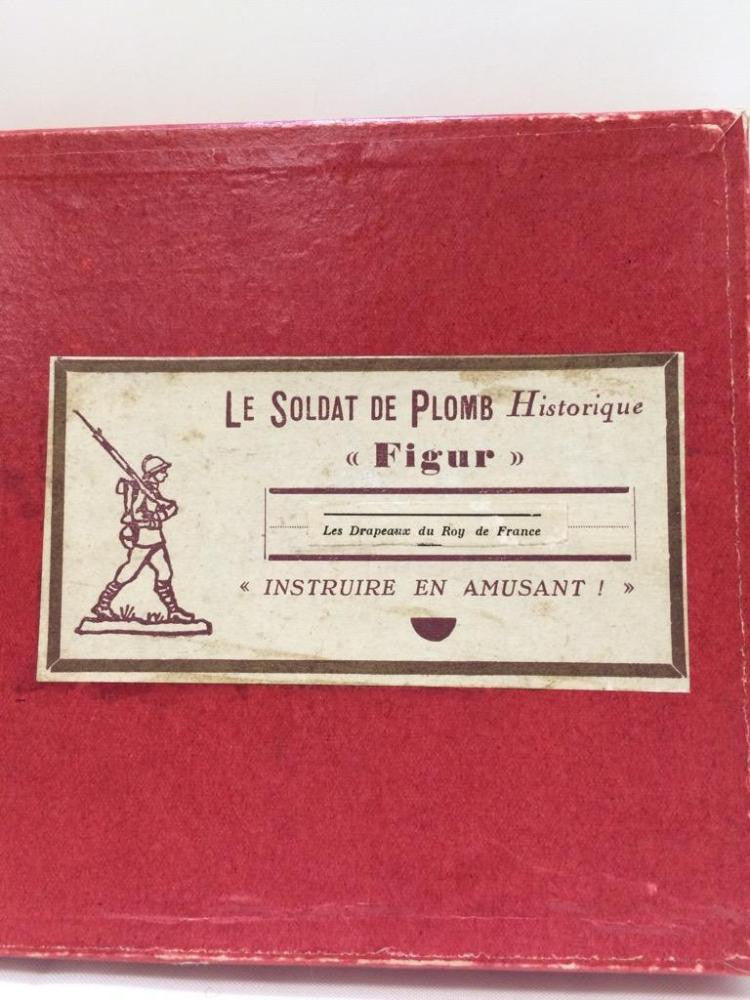 LE SOLDAT DE PLOMB Historique
« Figur »
Les Drapeaux du Roy de France
« INSTRUIRE EN AMUSANT ! »